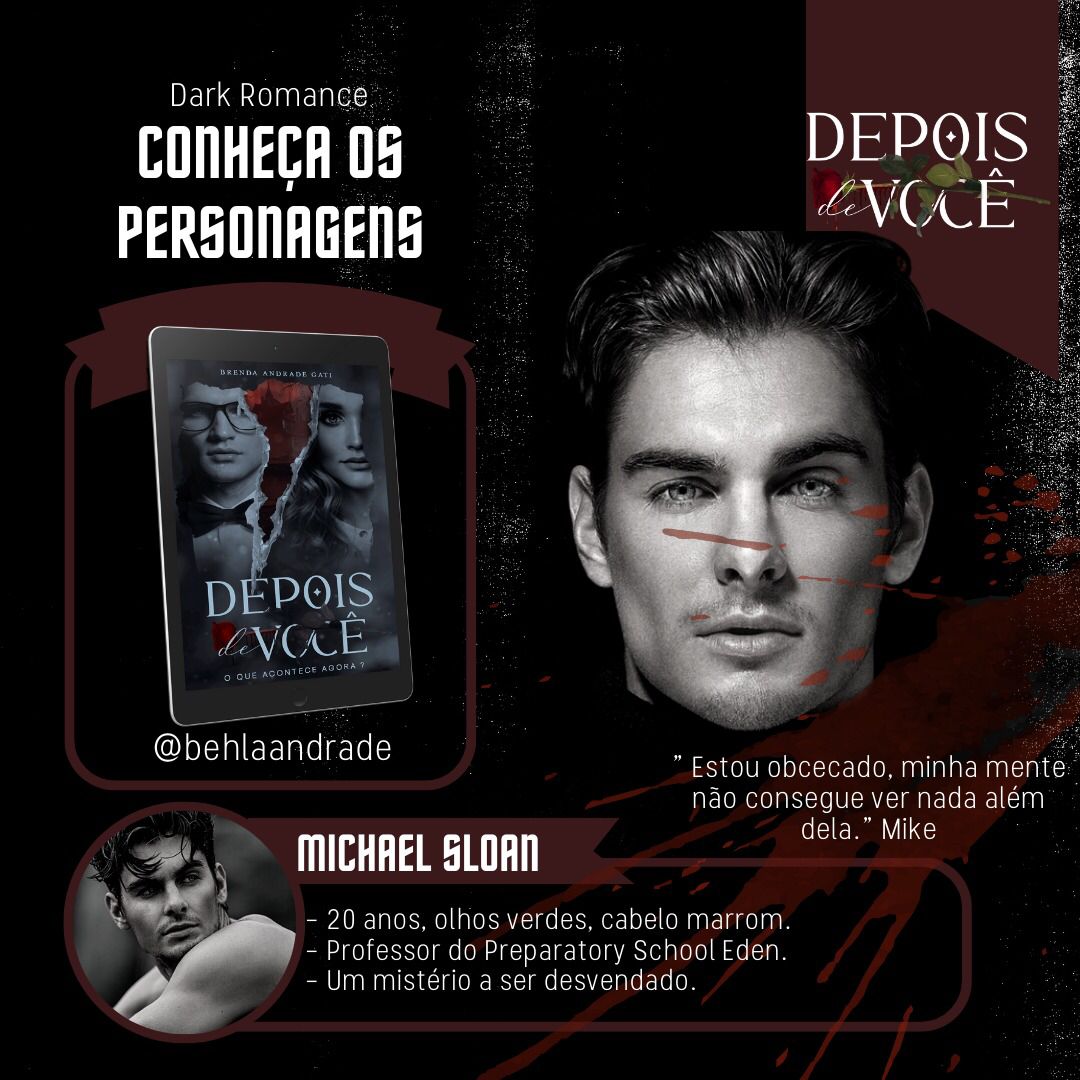 Dark Romance
CONHEÇA OS
PERSONAGENS
DEPOIS
de VOCÊ
BRENDA ANDRADE GATI
DEPOIS
de VOCÊ
O QUE ACONTECE AGORA ?
@behlaandrade
” Estou obcecado, minha mente
não consegue ver nada além
dela.” Mike
MICHAEL SLOAN
- 20 anos, olhos verdes, cabelo marrom.
- Professor do Preparatory School Eden.
- Um mistério a ser desvendado.